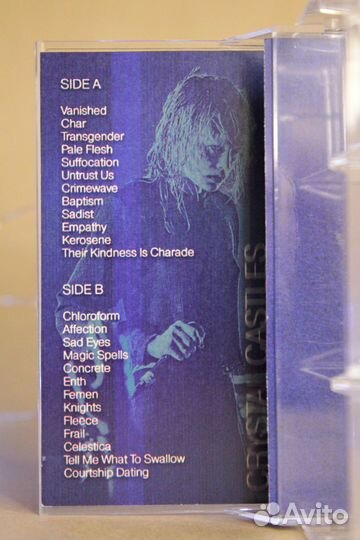 SIDE A
Vanished
Char
Transgender
Pale Flesh
Suffocation
Untrust Us
Crimewave
Baptism
Sadist
Empathy
Kerosene
Their Kindness Is Charade
SIDE B
Chloroform
Affection
Sad Eyes
Magic Spells
Concrete
Enth
Femen
Knights
Fleece
Frail
Celestica
Tell Me What To Swallow
Courtship Dating
CRYSTAL CASTLES
Avito